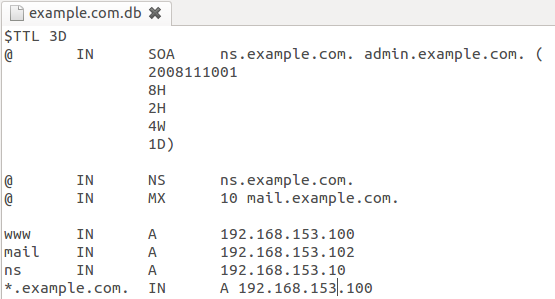 example.com.db
$TTL 3D
@ IN SOA ns.example.com. admin.example.com. (
2008111001
8H
2H
4W
1D)
@ IN NS ns.example.com.
@ IN MX 10 mail.example.com.
www IN A 192.168.153.100
mail IN A 192.168.153.102
ns IN A 192.168.153.10
*.example.com. IN A 192.168.153.100